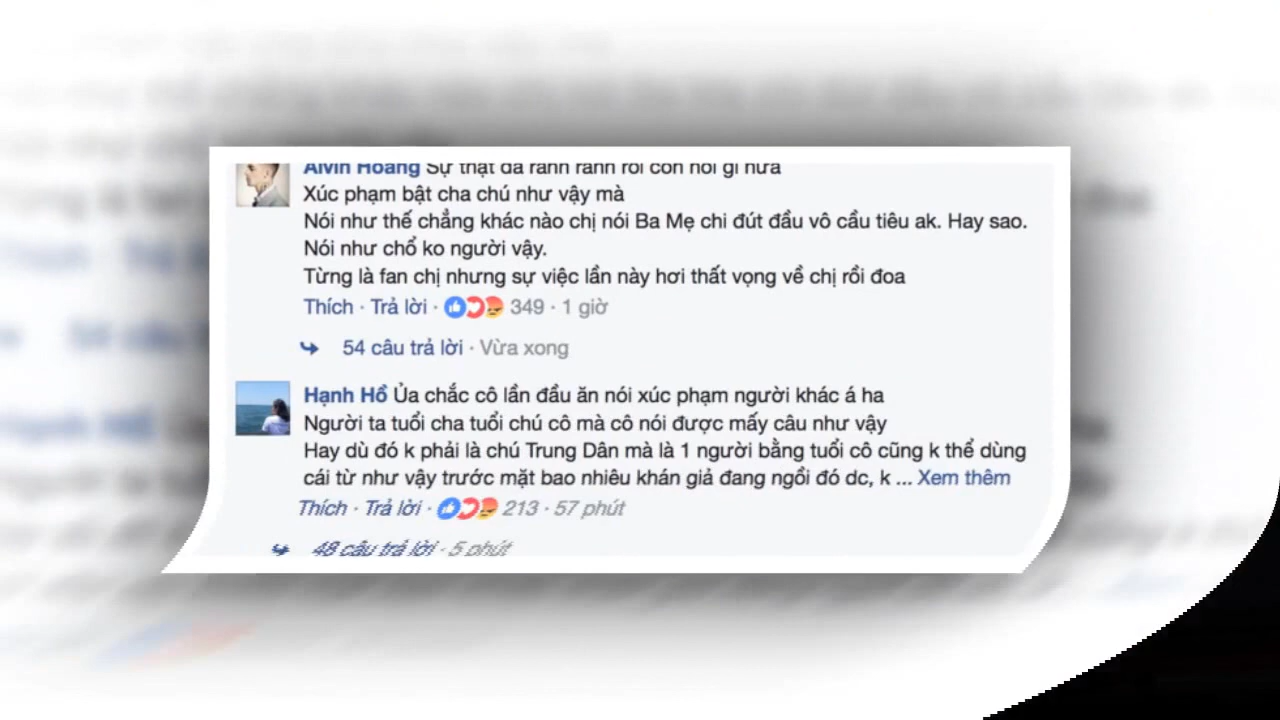 Alvin Hoang Sự thật đã rành rành rồi còn nói gì nữa
Xúc phạm bật cha chú như vậy mà
Nói như thế chẳng khác nào chị nói Ba Mẹ chi đút đầu vô cầu tiêu ak. Hay sao.
Nói như chổ ko người vậy.
Từng là fan chị nhưng sự việc lần này hơi thất vọng về chị rồi đoa
Thích · Trả lời · 349 · 1 giờ
54 câu trả lời · Vừa xong
Hạnh Hồ Ủa chắc cô lần đầu ăn nói xúc phạm người khác á ha
Người ta tuổi cha tuổi chú cô mà cô nói được mấy câu như vậy
Hay dù đó k phải là chú Trung Dân mà là 1 người bằng tuổi cô cũng k thể dùng
cái từ như vậy trước mặt bao nhiêu khán giả đang ngồi đó dc, k ... Xem thêm
Thích · Trả lời · 213 · 57 phút
48 câu trả lời · 5 phút